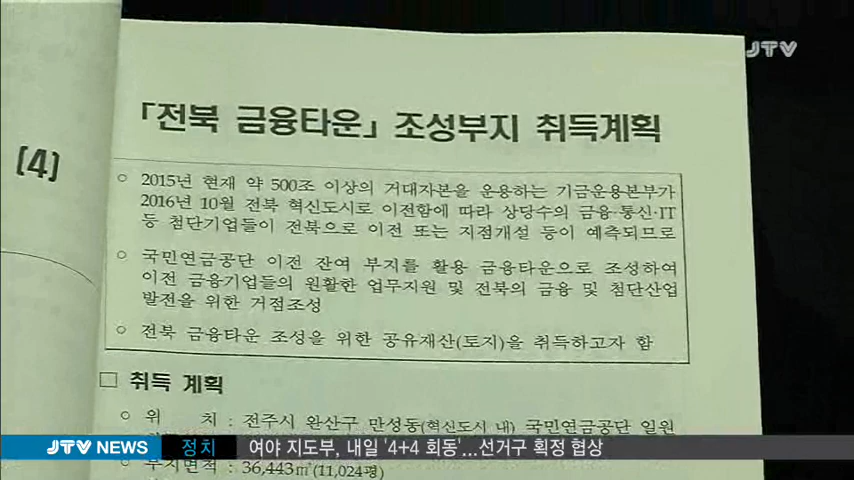 JTV
「전북 금융타운」 조성부지 취득계획
[4]
○ 2015년 현재 약 500조 이상의 거대자본을 운용하는 기금운용본부가
2016년 10월 전북 혁신도시로 이전함에 따라 상당수의 금융·통신·IT
등 첨단기업들이 전북으로 이전 또는 지점개설 등이 예측되므로
○ 국민연금공단 이전 잔여 부지를 활용 금융타운으로 조성하여
이전 금융기업들의 원활한 업무지원 및 전북의 금융 및 첨단산업
발전을 위한 거점조성
○ 전북 금융타운 조성을 위한 공유재산(토지)을 취득하고자 함
□ 취득 계획
○ 위 치 : 전주시 완산구 만성동(혁신도시 내) 국민연금공단 일원
JTV NEWS 정치 여야 지도부, 내일 '4+4 회동'...선거구 획정 협상
○ 부지면적 : 36,443㎡(11,024평)